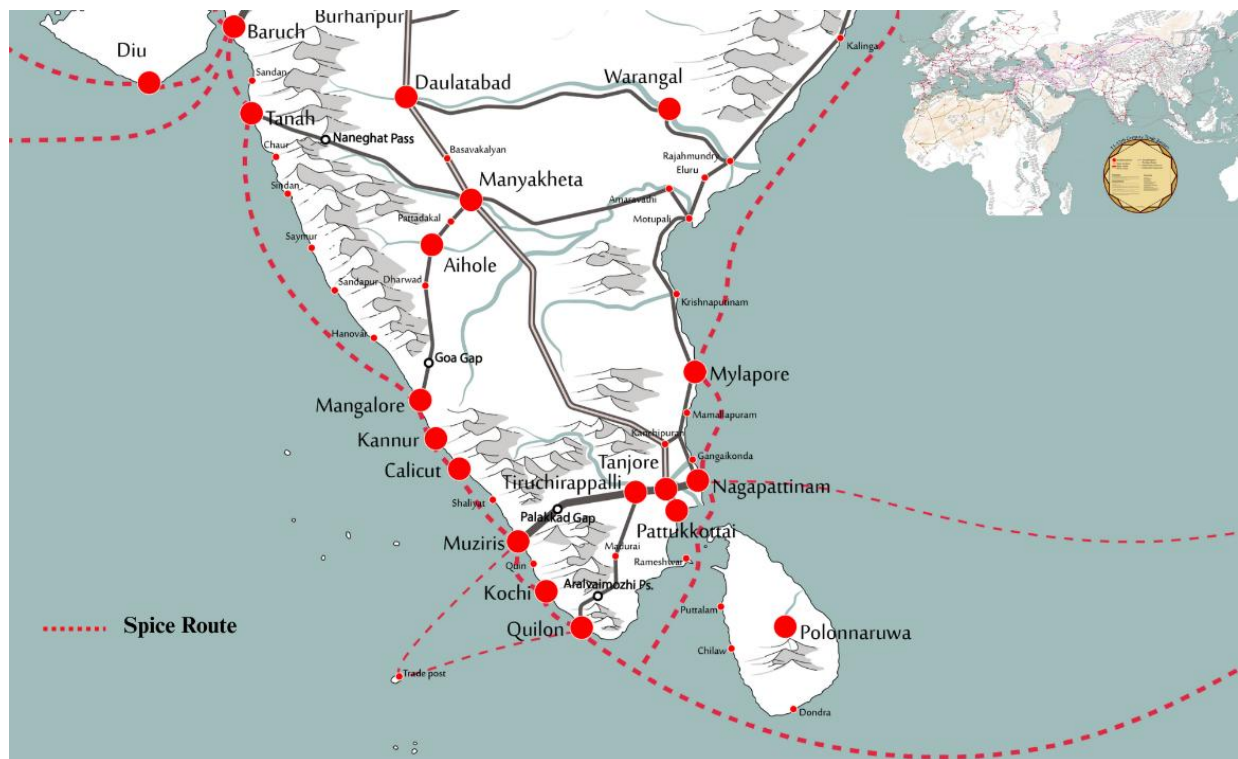 Burhanpur
Baruch
Diu
Kalinga
Sandan
Daulatabad
Warangal
Tanah
Naneghat Pass
Chaur
Basavakalyan
Rajahmundry
Eluru
Sindan
Manyakheta
Amaravathi
Pattadakal
Motupali
Saymur
Aihole
Dharwad
Sandapur
Krishnaputinam
Hanovar
Goa Gap
Mylapore
Mangalore
Mamallapuram
Kannur
Kanchipuram
Calicut
Tanjore
Gangaikonda
Tiruchirappalli
Nagapattinam
Shaliyat
Palakkad Gap
Pattukkottai
Muziris
Madurai
Rameshwar
Quin
Kochi
Aralvaimozhi Ps.
Puttalam
Quilon
Spice Route
Polonnaruwa
Chilaw
Trade post
Dondra